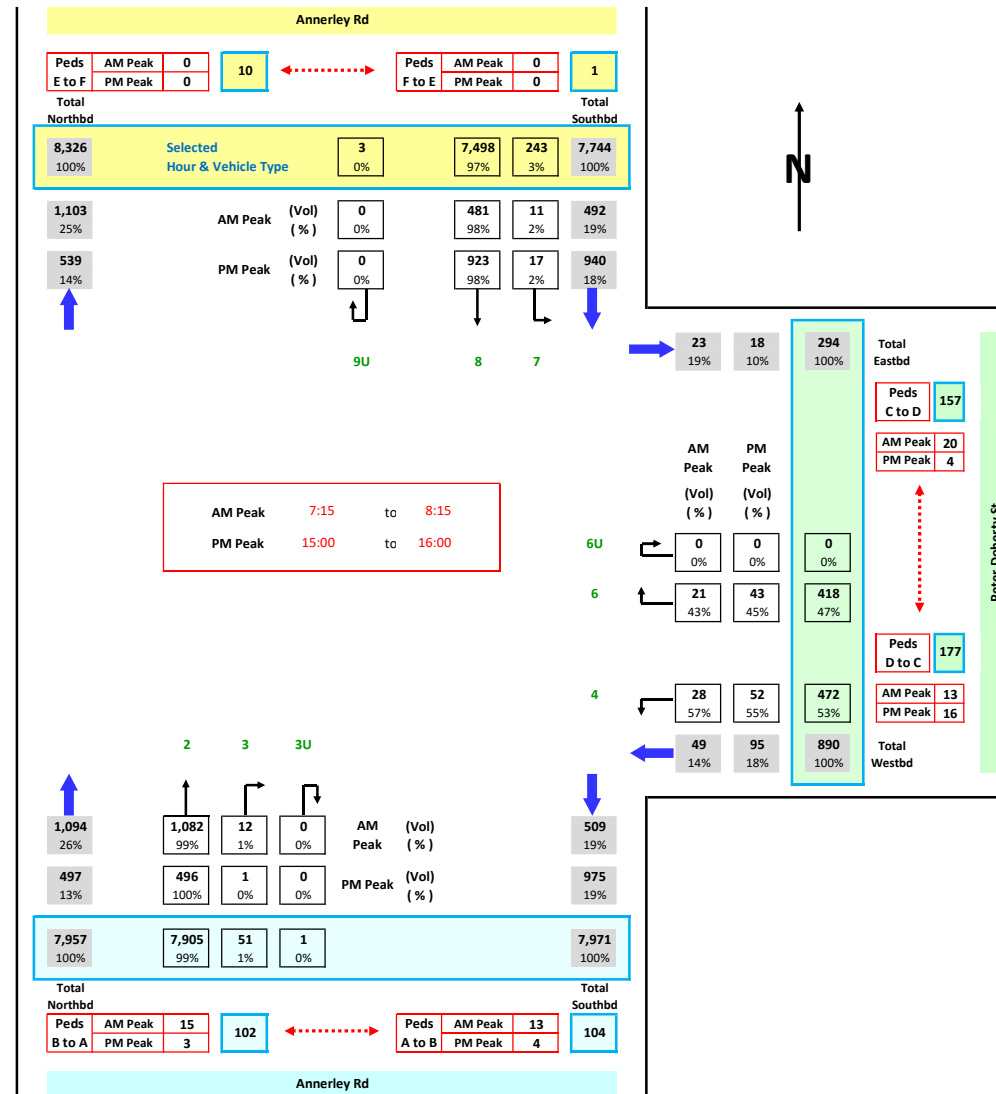 Annerley Rd
Peds AM Peak 0 10 Peds AM Peak 0 1
E to F PM Peak 0 F to E PM Peak 0
Total Total
Northbd Southbd
8,326 Selected 3 7,498 243 7,744
100% Hour & Vehicle Type 0% 97% 3% 100%
1,103 AM Peak (Vol) 0 481 11 492
25% ( % ) 0% 98% 2% 19%
539 PM Peak (Vol) 0 923 17 940
14% ( % ) 0% 98% 2% 18%
N
9U 8 7
23 18 294 Total
19% 10% 100% Eastbd
Peds 157
C to D
AM Peak 20
PM Peak 4
AM PM
Peak Peak
(Vol) (Vol)
( % ) ( % )
AM Peak 7:15 to 8:15
PM Peak 15:00 to 16:00
6U 0 0 0
0% 0% 0%
6 21 43 418
43% 45% 47%
Peter Doherty St
Peds 177
D to C
4 28 52 472 AM Peak 13
57% 55% 53% PM Peak 16
2 3 3U
49 95 890 Total
14% 18% 100% Westbd
1,094 1,082 12 0 AM (Vol) 509
26% 99% 1% 0% Peak ( % ) 19%
497 496 1 0 PM Peak (Vol) 975
13% 100% 0% 0% ( % ) 19%
7,957 7,905 51 1 7,971
100% 99% 1% 0% 100%
Total Total
Northbd Southbd
Peds AM Peak 15 102 Peds AM Peak 13 104
B to A PM Peak 3 A to B PM Peak 4
Annerley Rd